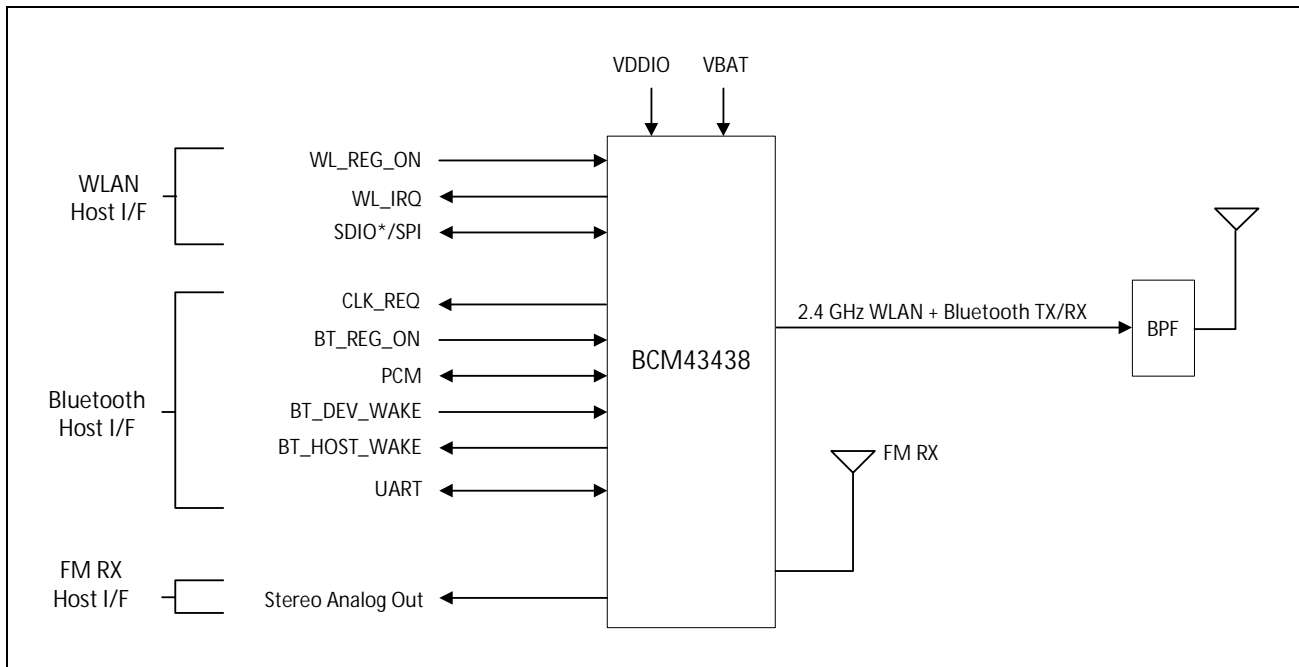 VDDIO
VBAT
WLAN
Host I/F
WL_REG_ON
WL_IRQ
SDIO*/SPI
Bluetooth
Host I/F
CLK_REQ
BT_REG_ON
PCM
BT_DEV_WAKE
BT_HOST_WAKE
UART
FM RX
Host I/F
Stereo Analog Out
BCM43438
2.4 GHz WLAN + Bluetooth TX/RX
BPF
FM RX